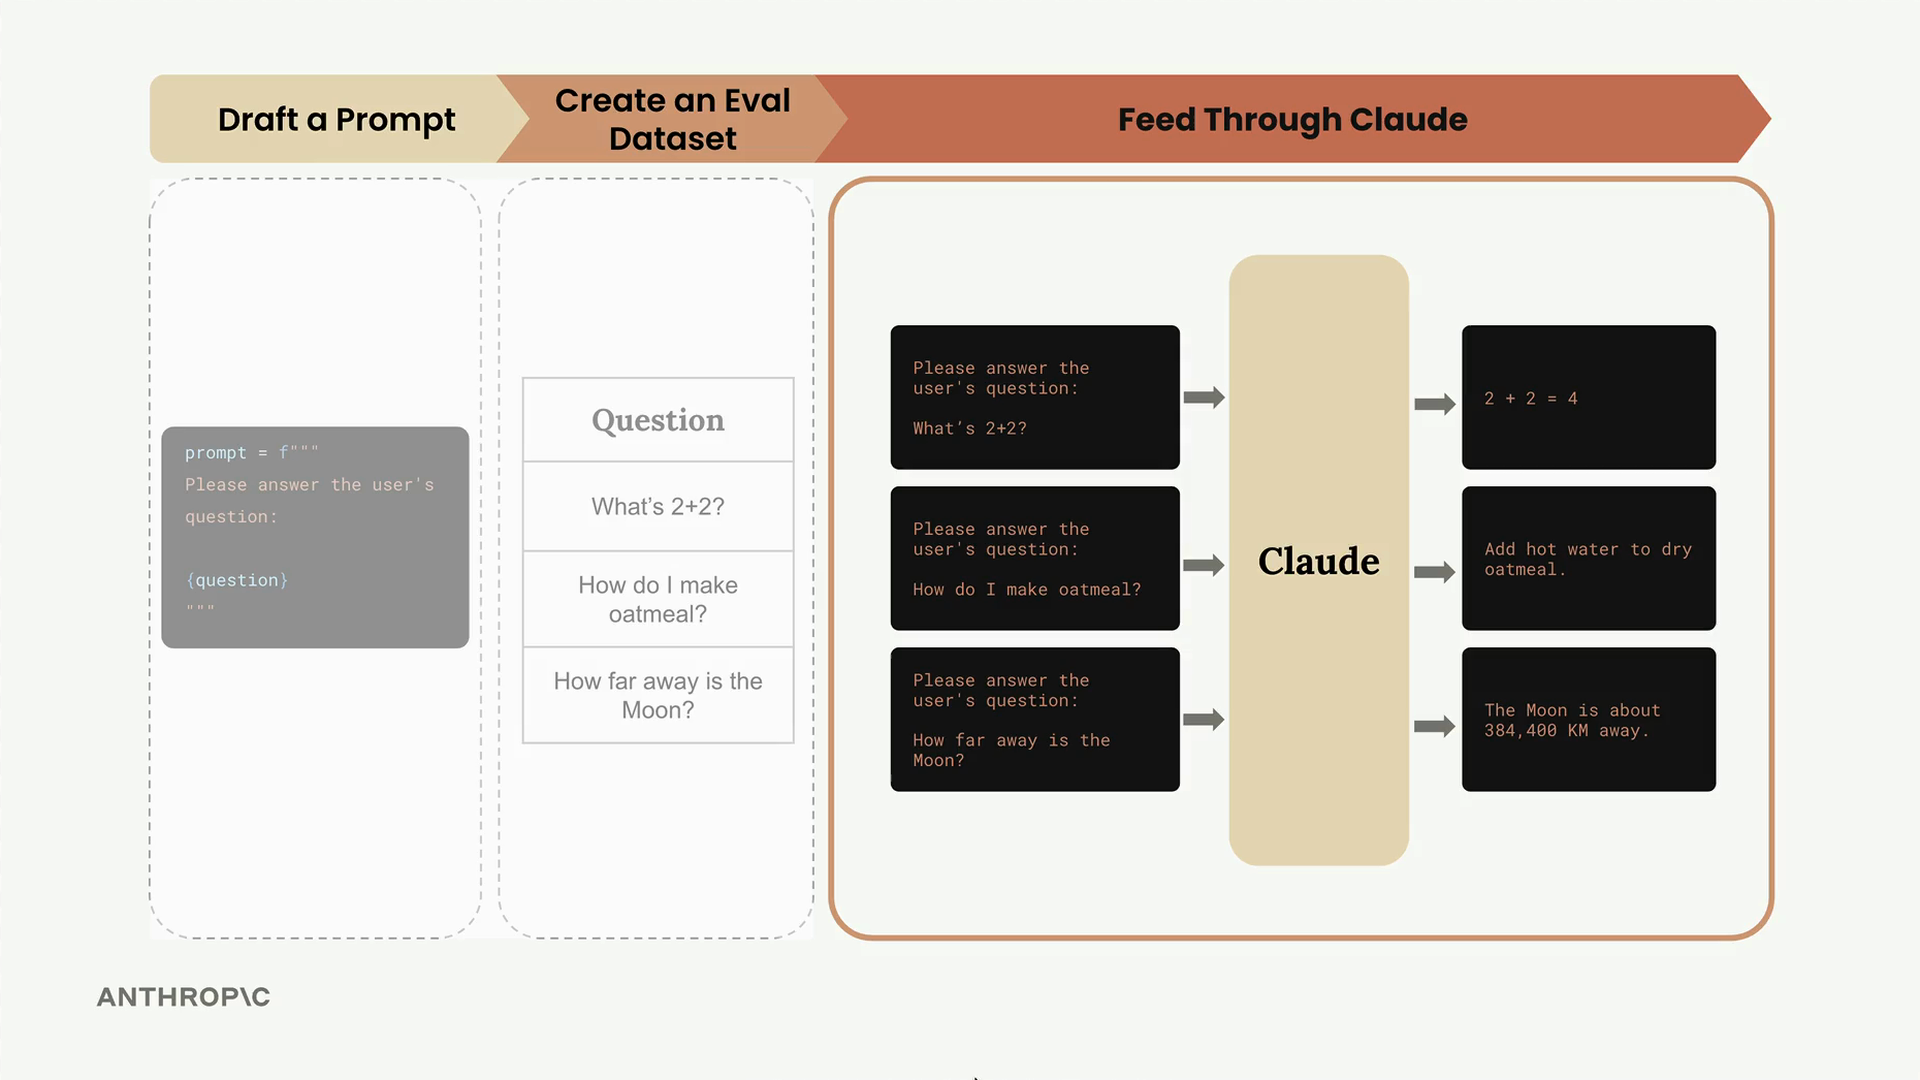 Draft a Prompt
Create an Eval
Dataset
Feed Through Claude
prompt = f"""
Please answer the user's
question:
{question}
"""
Question
What’s 2+2?
How do I make
oatmeal?
How far away is the
Moon?
Please answer the
user's question:
What’s 2+2?
Please answer the
user's question:
How do I make oatmeal?
Please answer the
user's question:
How far away is the
Moon?
Claude
2 + 2 = 4
Add hot water to dry
oatmeal.
The Moon is about
384,400 KM away.
ANTHROP\C